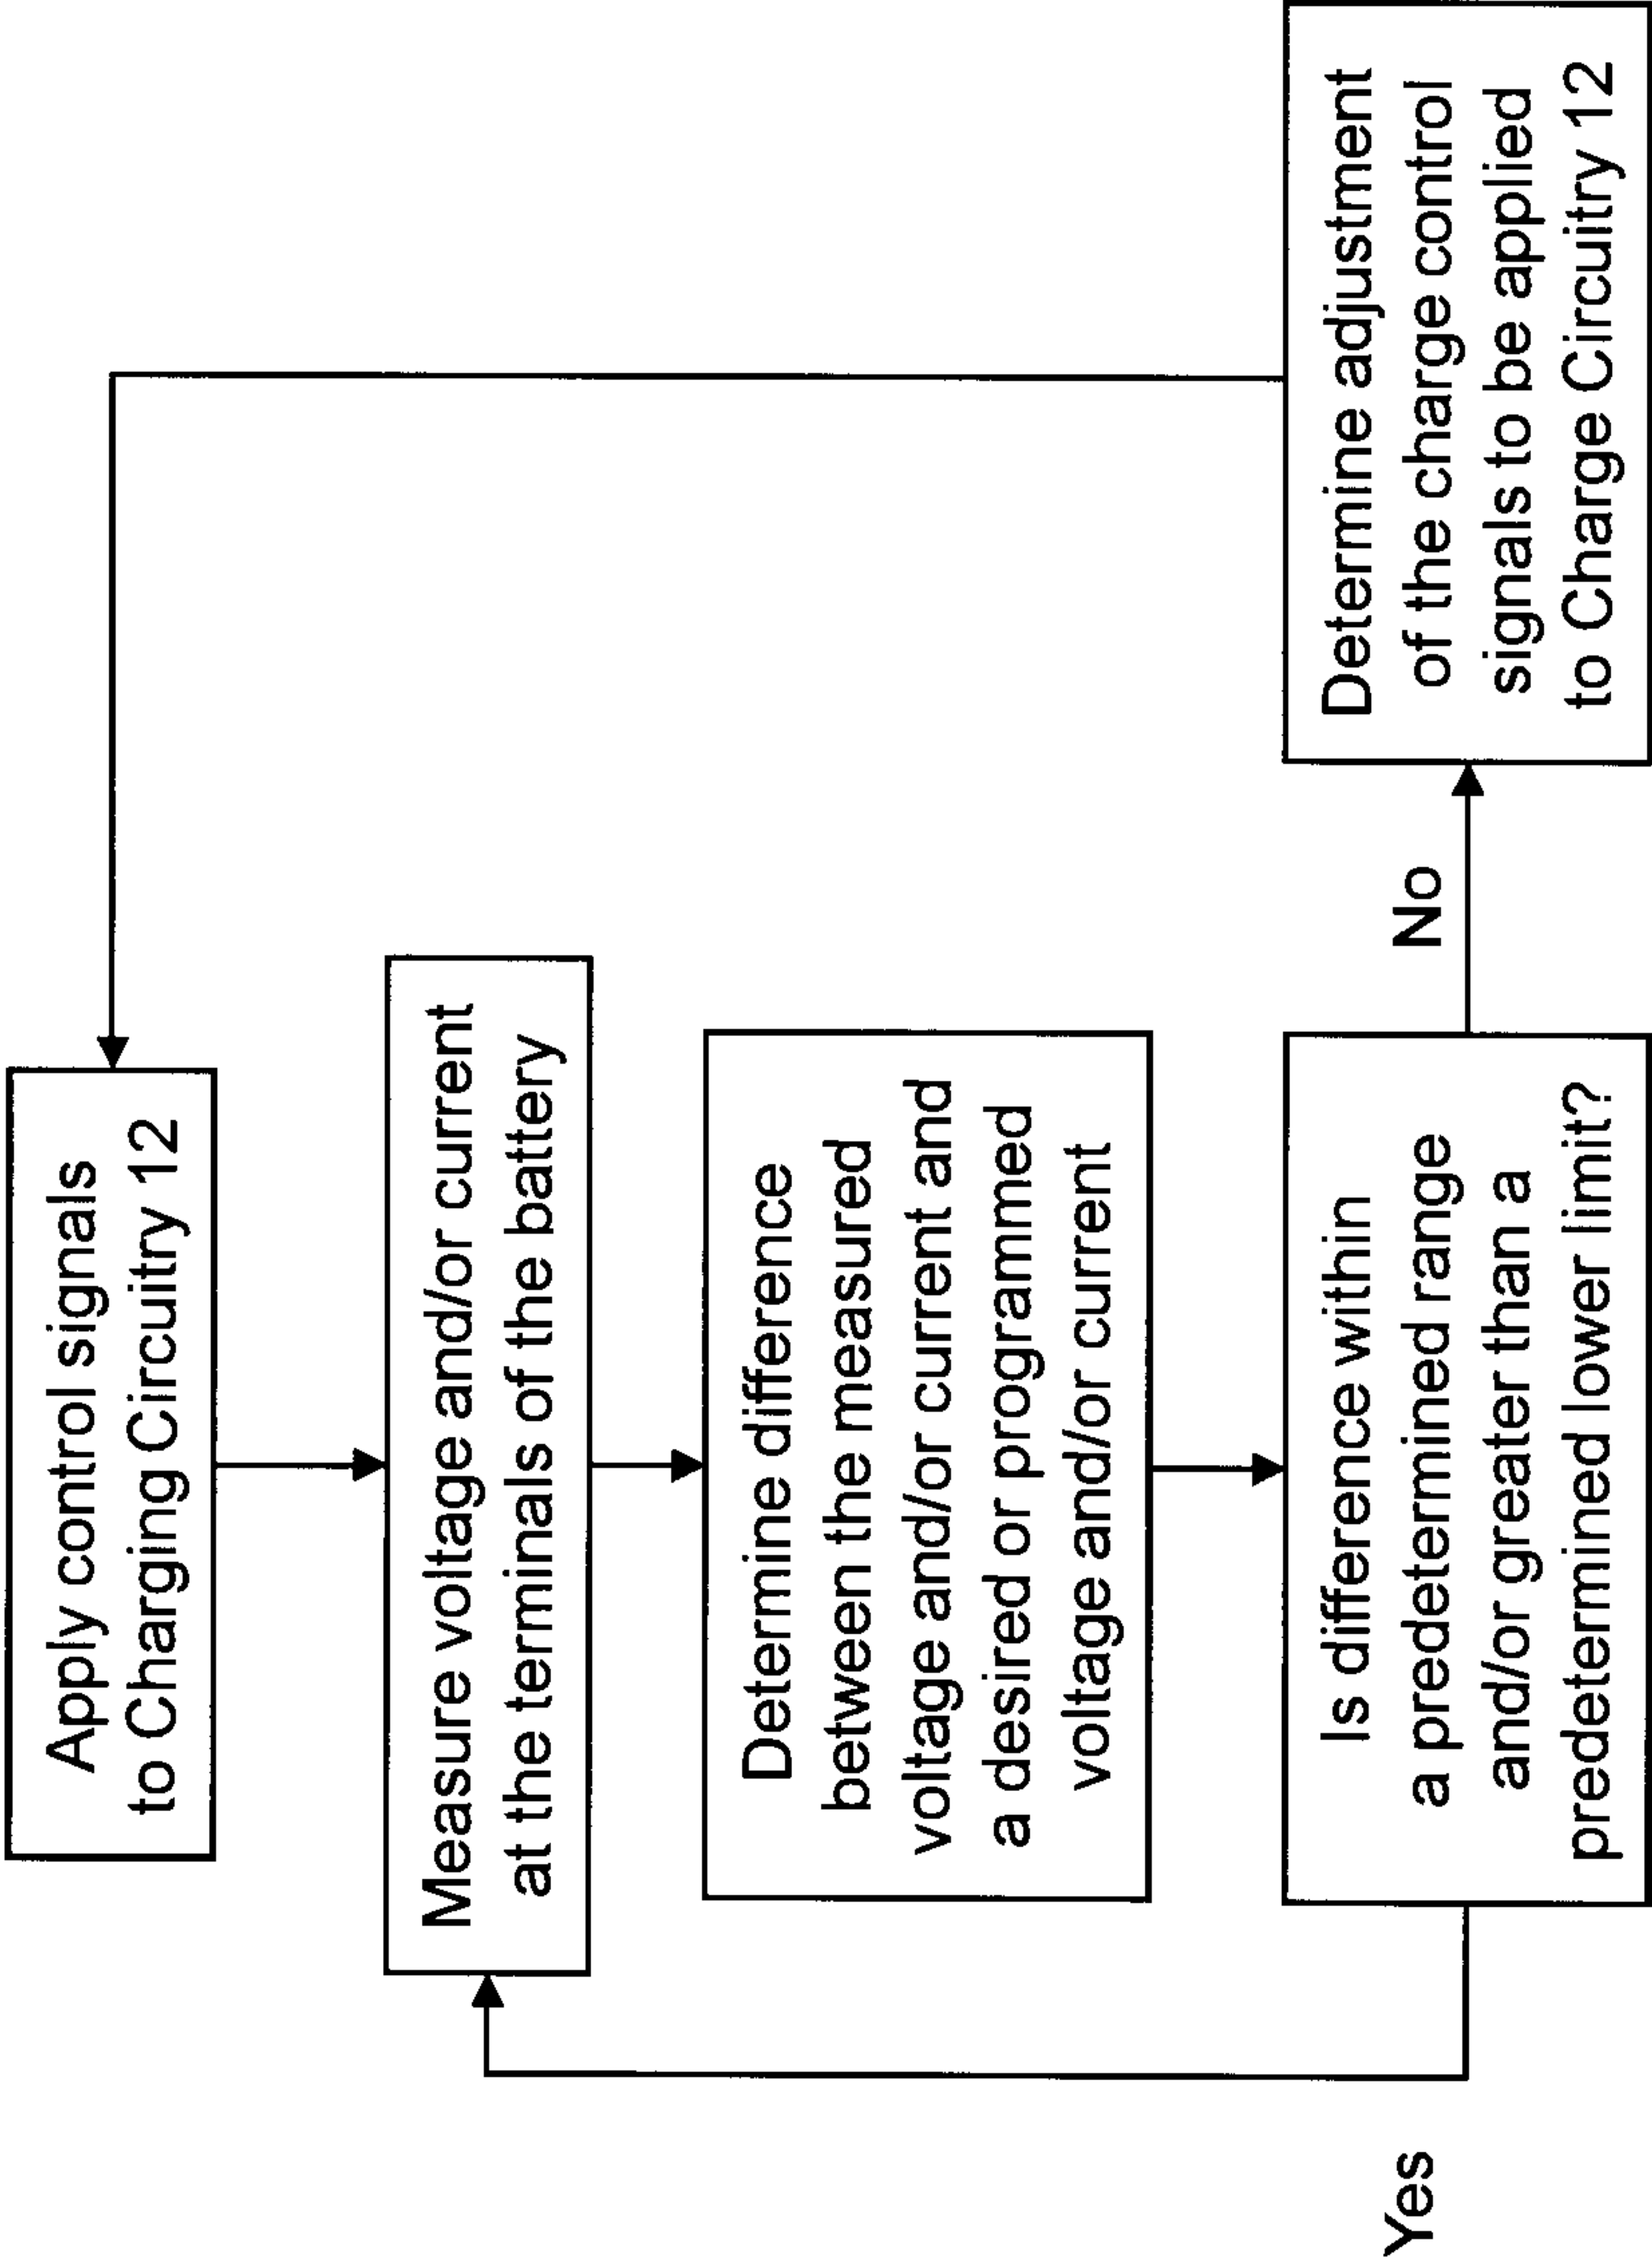 Apply control signals
to Charging Circuitry 12
Measure voltage and/or current
at the terminals of the battery
Determine difference
between the measured
voltage and/or current and
a desired or programmed
voltage and/or current
Is difference within
a predetermined range
and/or greater than a
predetermined lower limit?
Yes
No
Determine adjustment
of the charge control
signals to be applied
to Charge Circuitry 12